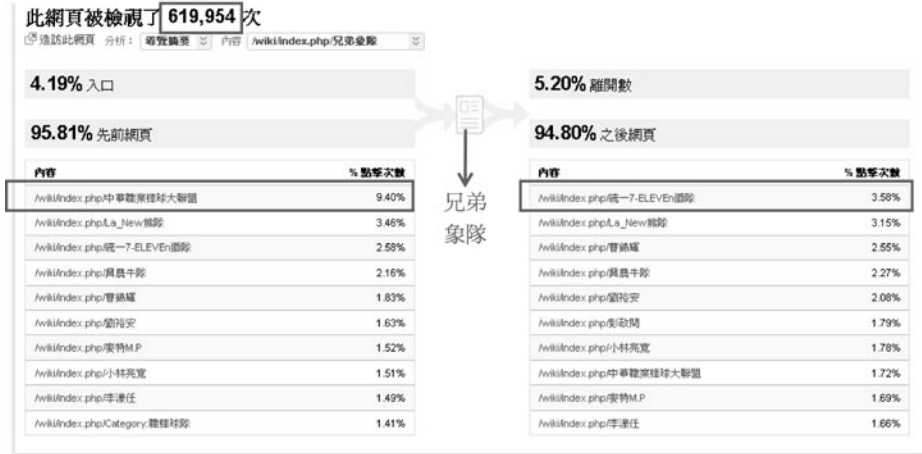 此網頁被檢視了 619,954 次
造訪此網頁 分析： 導覽摘要 內容 /wiki/index.php/兄弟象隊
4.19% 入口
95.81% 先前網頁
內容 % 點擊次數
/wiki/index.php/中華職業棒球大聯盟 9.40%
/wiki/index.php/La_New熊隊 3.46%
/wiki/index.php/統一7-ELEVEn獅隊 2.58%
/wiki/index.php/興農牛隊 2.16%
/wiki/index.php/曹錦輝 1.83%
/wiki/index.php/劉裕安 1.63%
/wiki/index.php/麥特M.P 1.52%
/wiki/index.php/小林亮寬 1.51%
/wiki/index.php/李濠任 1.49%
/wiki/index.php/Category:職棒球隊 1.41%
兄弟
象隊
5.20% 離開數
94.80% 之後網頁
內容 % 點擊次數
/wiki/index.php/統一7-ELEVEn獅隊 3.58%
/wiki/index.php/La_New熊隊 3.15%
/wiki/index.php/曹錦輝 2.55%
/wiki/index.php/興農牛隊 2.27%
/wiki/index.php/劉裕安 2.08%
/wiki/index.php/彭政閔 1.79%
/wiki/index.php/小林亮寬 1.78%
/wiki/index.php/中華職業棒球大聯盟 1.72%
/wiki/index.php/麥特M.P 1.69%
/wiki/index.php/李濠任 1.66%